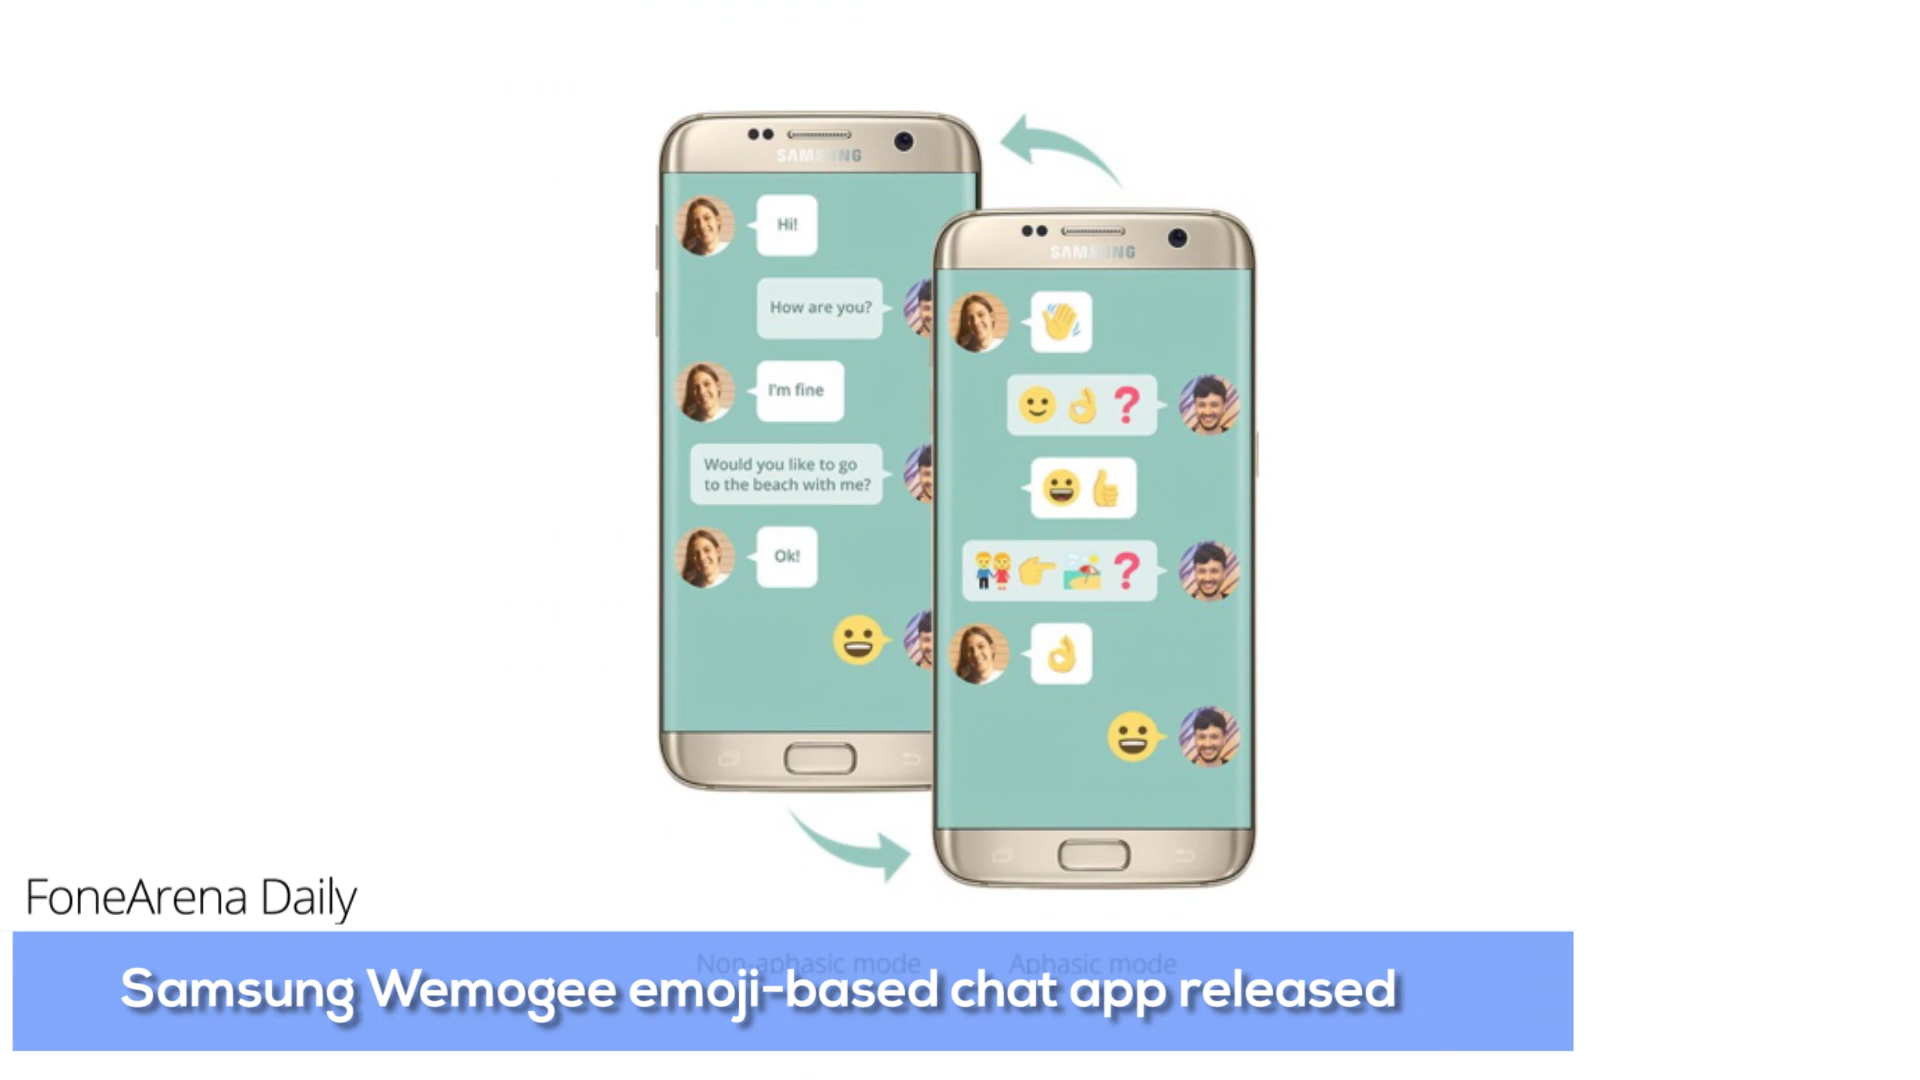 SAMSUNG
Hi!
How are you?
I'm fine
Would you like to go
to the beach with me?
Ok!
SAMSUNG
?
?
FoneArena Daily
Non-aphasic mode
Aphasic mode
Samsung Wemogee emoji-based chat app released